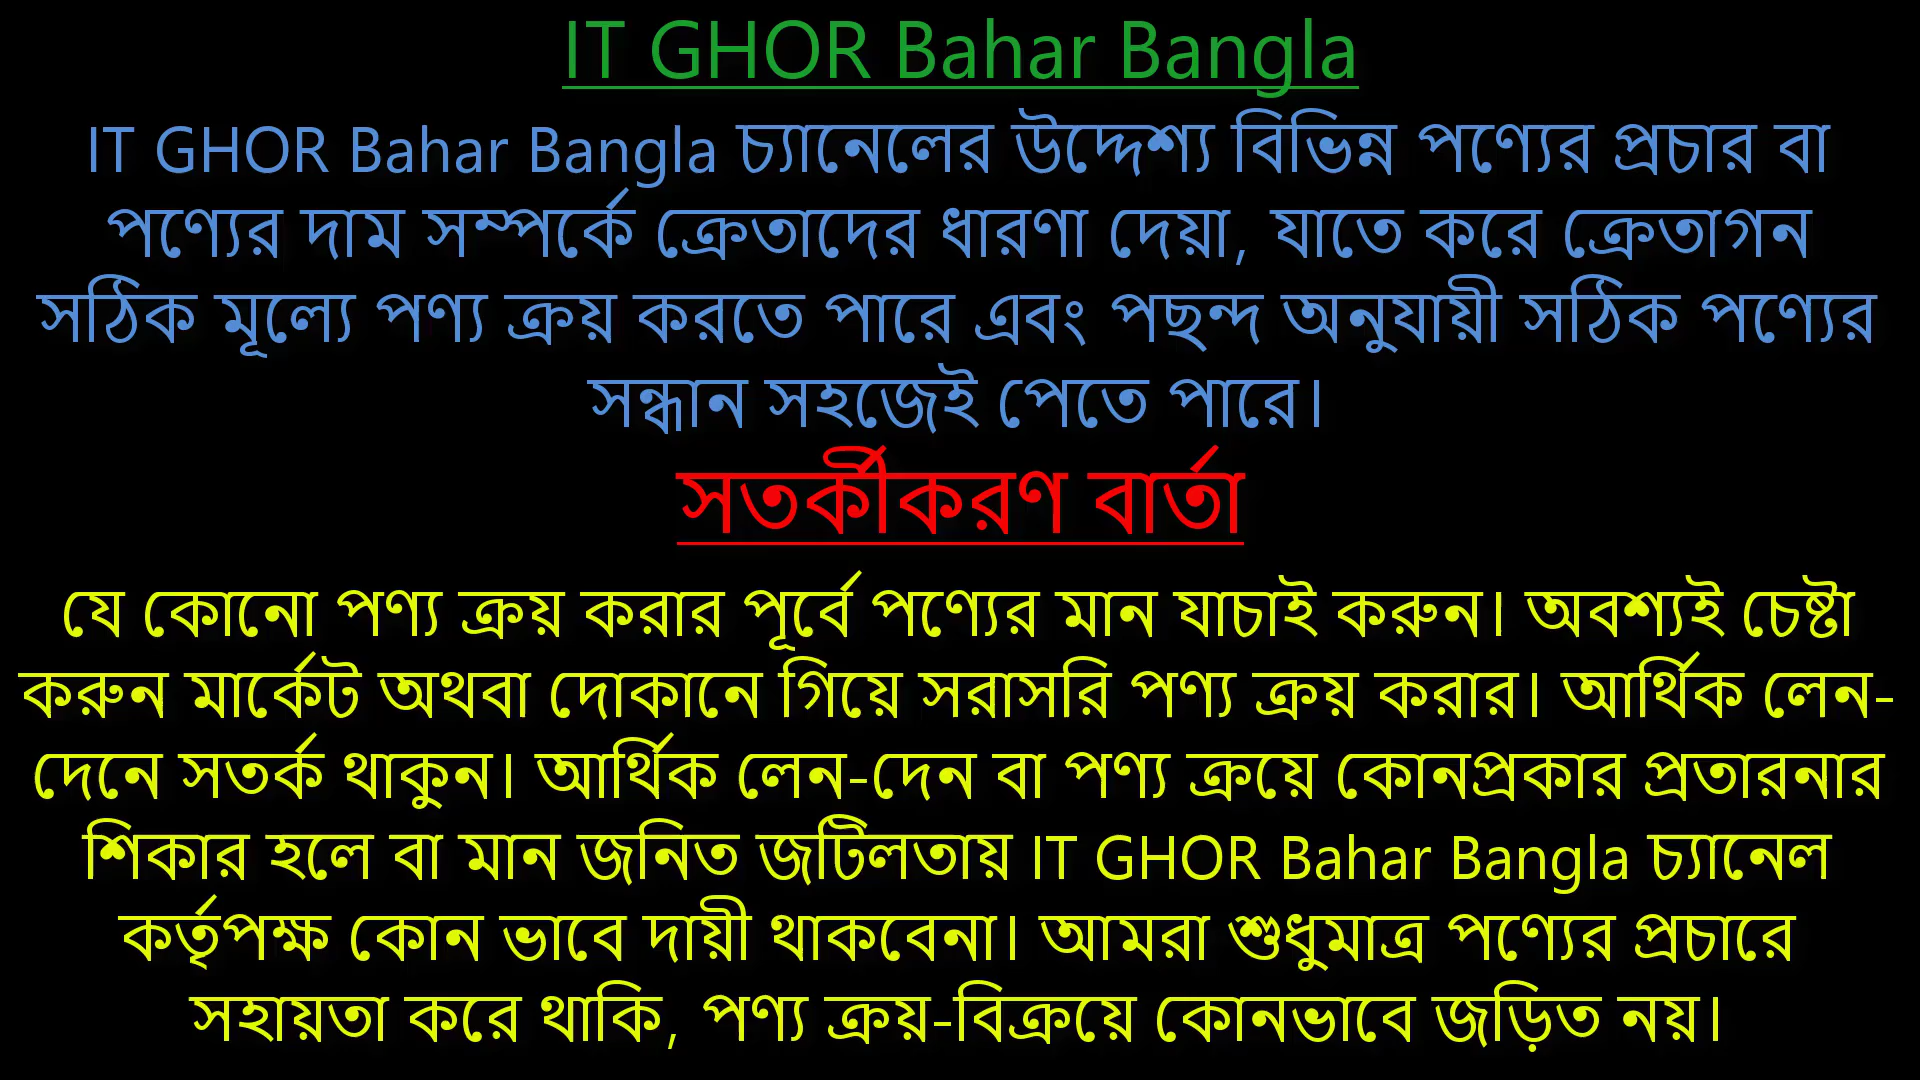 IT GHOR Bahar Bangla
IT GHOR Bahar Bangla চ্যানেলের উদ্দেশ্য বিভিন্ন পণ্যের প্রচার বা
পণ্যের দাম সম্পর্কে ক্রেতাদের ধারণা দেয়া, যাতে করে ক্রেতাগন
সঠিক মূল্যে পণ্য ক্রয় করতে পারে এবং পছন্দ অনুযায়ী সঠিক পণ্যের
সন্ধান সহজেই পেতে পারে।
সতর্কীকরণ বার্তা
যে কোনো পণ্য ক্রয় করার পূর্বে পণ্যের মান যাচাই করুন। অবশ্যই চেষ্টা
করুন মার্কেট অথবা দোকানে গিয়ে সরাসরি পণ্য ক্রয় করার। আর্থিক লেন-
দেনে সতর্ক থাকুন। আর্থিক লেন-দেন বা পণ্য ক্রয়ে কোনপ্রকার প্রতারনার
শিকার হলে বা মান জনিত জটিলতায় IT GHOR Bahar Bangla চ্যানেল
কর্তৃপক্ষ কোন ভাবে দায়ী থাকবেনা। আমরা শুধুমাত্র পণ্যের প্রচারে
সহায়তা করে থাকি, পণ্য ক্রয়-বিক্রয়ে কোনভাবে জড়িত নয়।